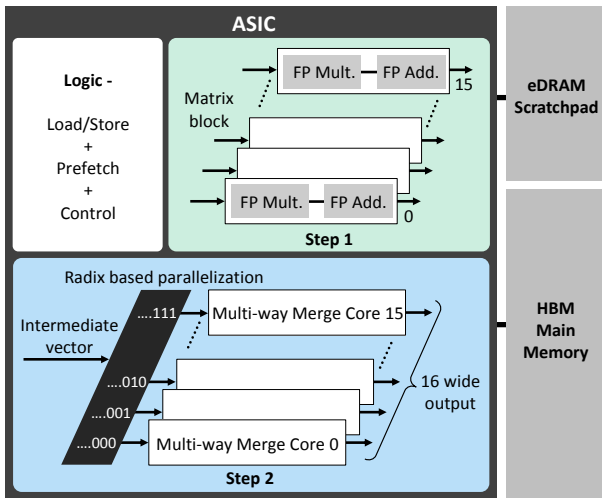 ASIC
Logic -
Load/Store
+
Prefetch
+
Control
FP Mult.
FP Add.
15
Matrix
block
FP Mult.
FP Add.
0
Step 1
eDRAM
Scratchpad
Radix based parallelization
....111
Multi-way Merge Core 15
Intermediate
vector
....010
....001
....000
Multi-way Merge Core 0
16 wide
output
Step 2
HBM
Main
Memory